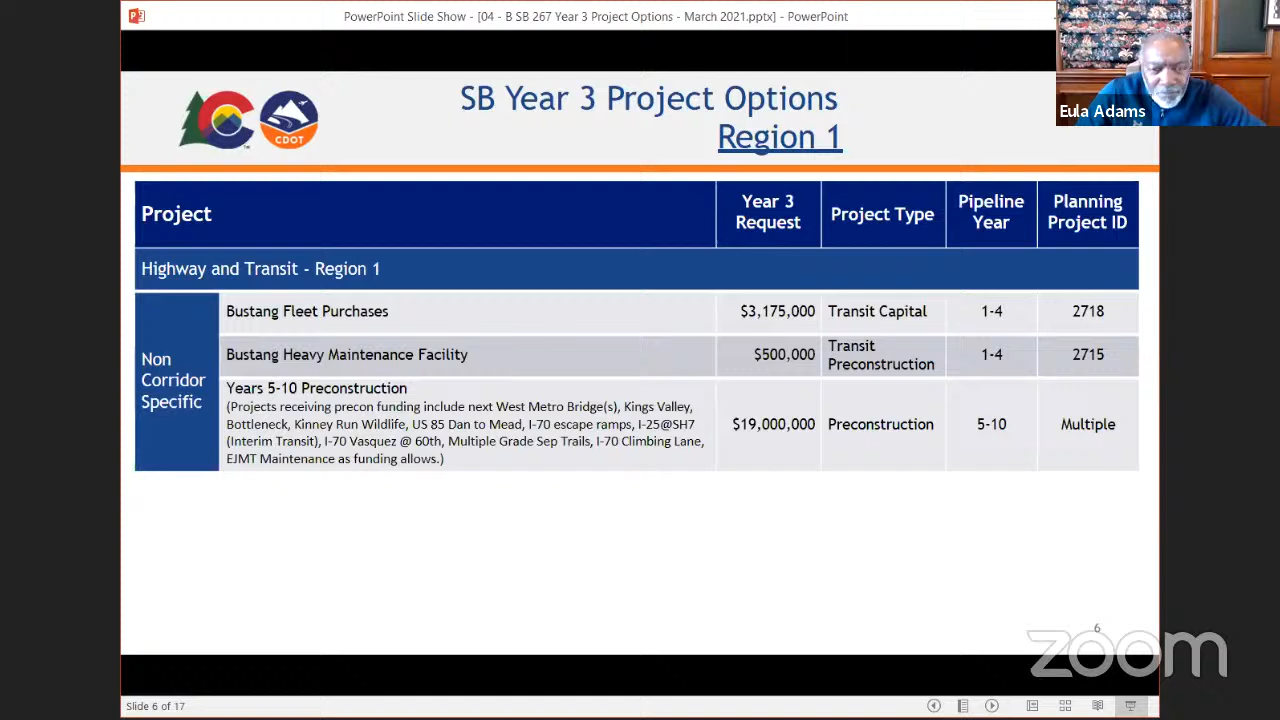 PowerPoint Slide Show - [04 - B SB 267 Year 3 Project Options - March 2021.pptx] - PowerPoint
Eula Adams
CDOT
SB Year 3 Project Options
Region 1
Project
Year 3
Request
Project Type
Pipeline
Year
Planning
Project ID
Highway and Transit - Region 1
Non
Corridor
Specific
Bustang Fleet Purchases
$3,175,000
Transit Capital
1-4
2718
Bustang Heavy Maintenance Facility
$500,000
Transit
Preconstruction
1-4
2715
Years 5-10 Preconstruction
(Projects receiving precon funding include next West Metro Bridge(s), Kings Valley,
Bottleneck, Kinney Run Wildlife, US 85 Dan to Mead, I-70 escape ramps, I-25@SH7
(Interim Transit), I-70 Vasquez @ 60th, Multiple Grade Sep Trails, I-70 Climbing Lane,
EJMT Maintenance as funding allows.)
$19,000,000
Preconstruction
5-10
Multiple
6
zoom
Slide 6 of 17